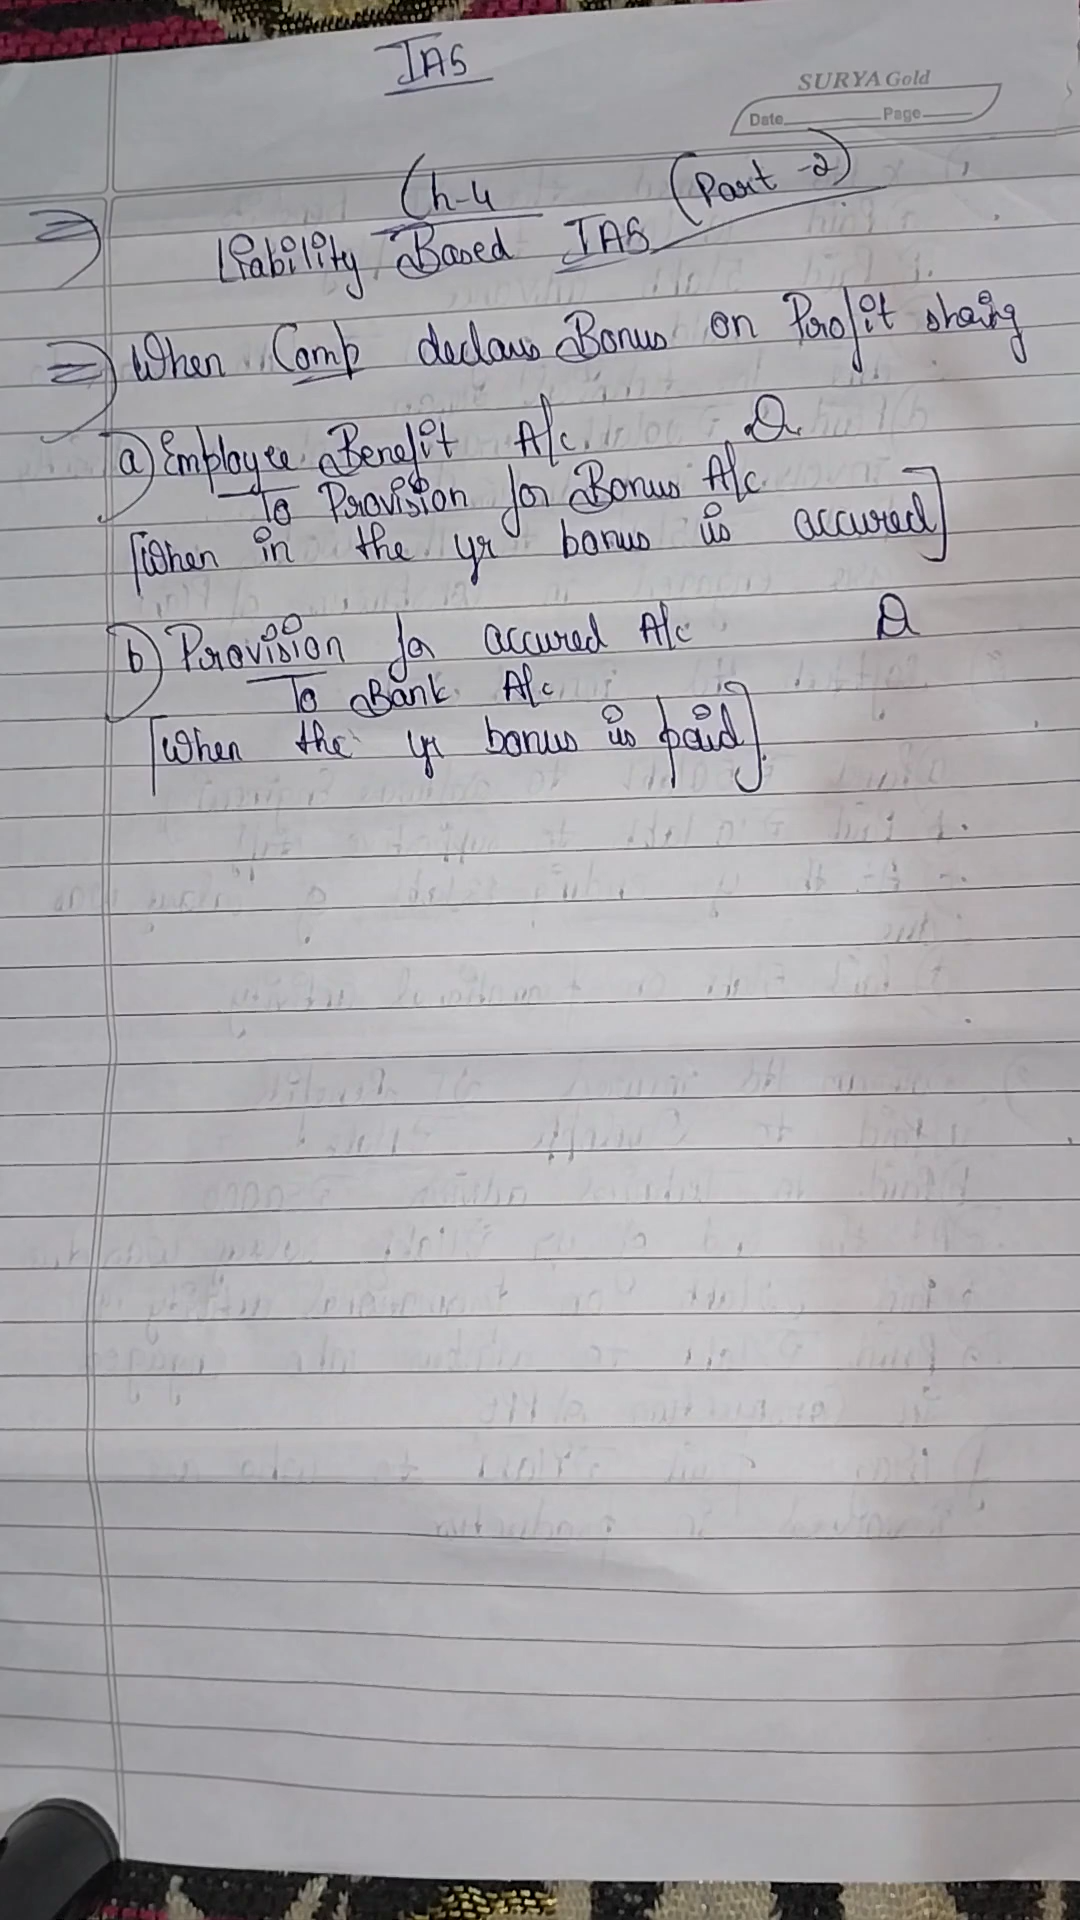 IAS
SURYA Gold
Date Page
Ch-4 (Part -2)
Liability Based IAS
When Comp declares Bonus on Profit sharing
a) Employee Benefit A/c Dr
To Provision for Bonus A/c
[When in the yr bonus is accured]
b) Provision for accured A/c Dr
To Bank A/c
[When the yr bonus is paid]